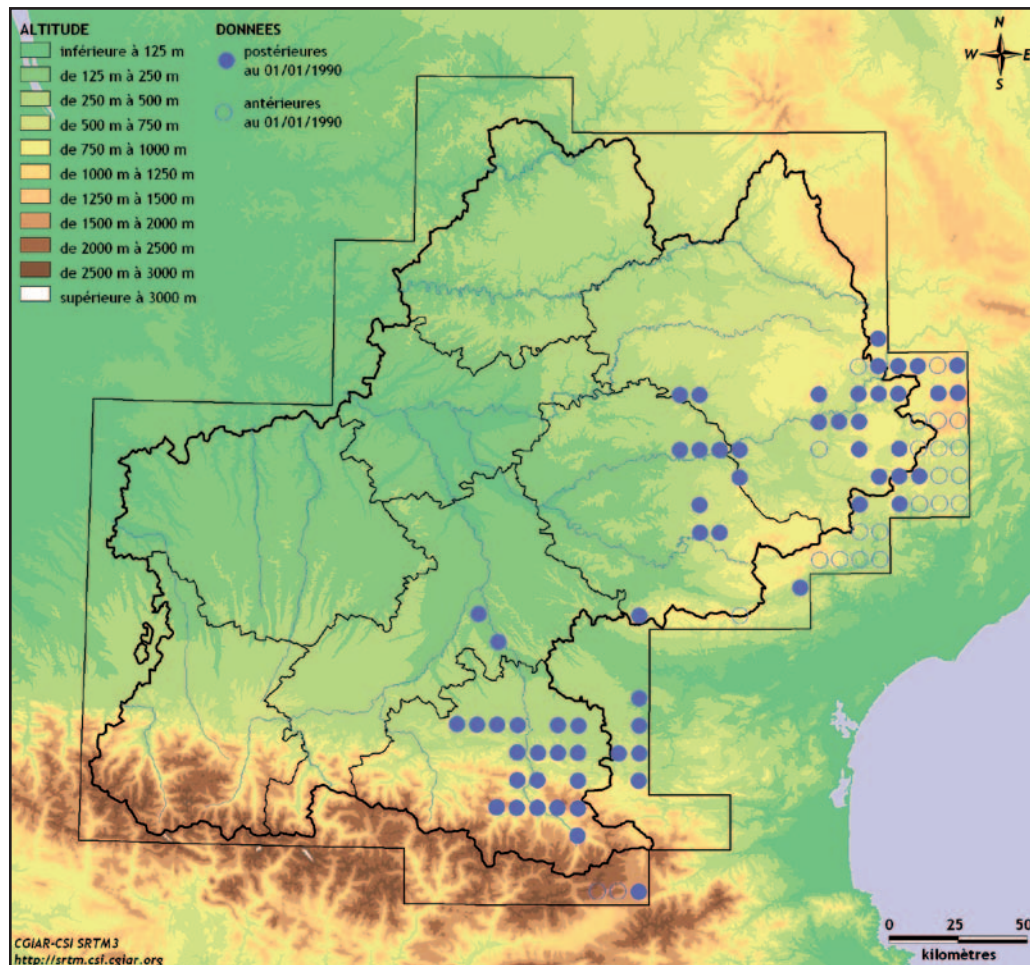 ALTITUDE
inférieure à 125 m
de 125 m à 250 m
de 250 m à 500 m
de 500 m à 750 m
de 750 m à 1000 m
de 1000 m à 1250 m
de 1250 m à 1500 m
de 1500 m à 2000 m
de 2000 m à 2500 m
de 2500 m à 3000 m
supérieure à 3000 m
DONNEES
postérieures
au 01/01/1990
antérieures
au 01/01/1990
N
W E
S
CGIAR-CSI SRTM3
http://srtm.csi.cgiar.org
0 25 50
kilomètres